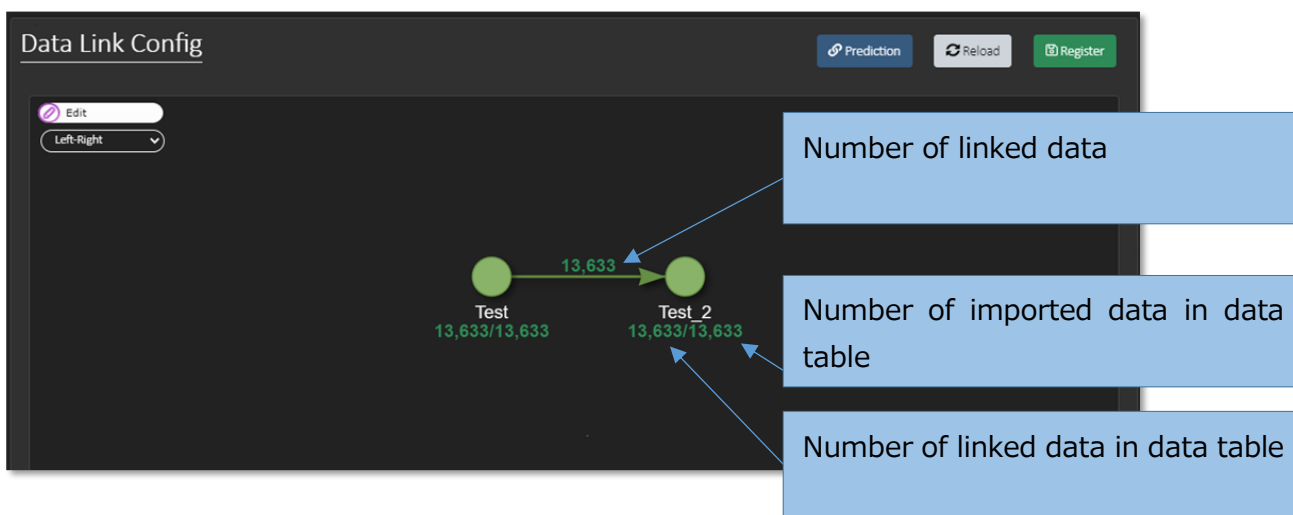 Data Link Config
Prediction
Reload
Register
Edit
Left-Right
Number of linked data
13,633
Test
Test_2
13,633/13,633
13,633/13,633
Number of imported data in data
table
Number of linked data in data table